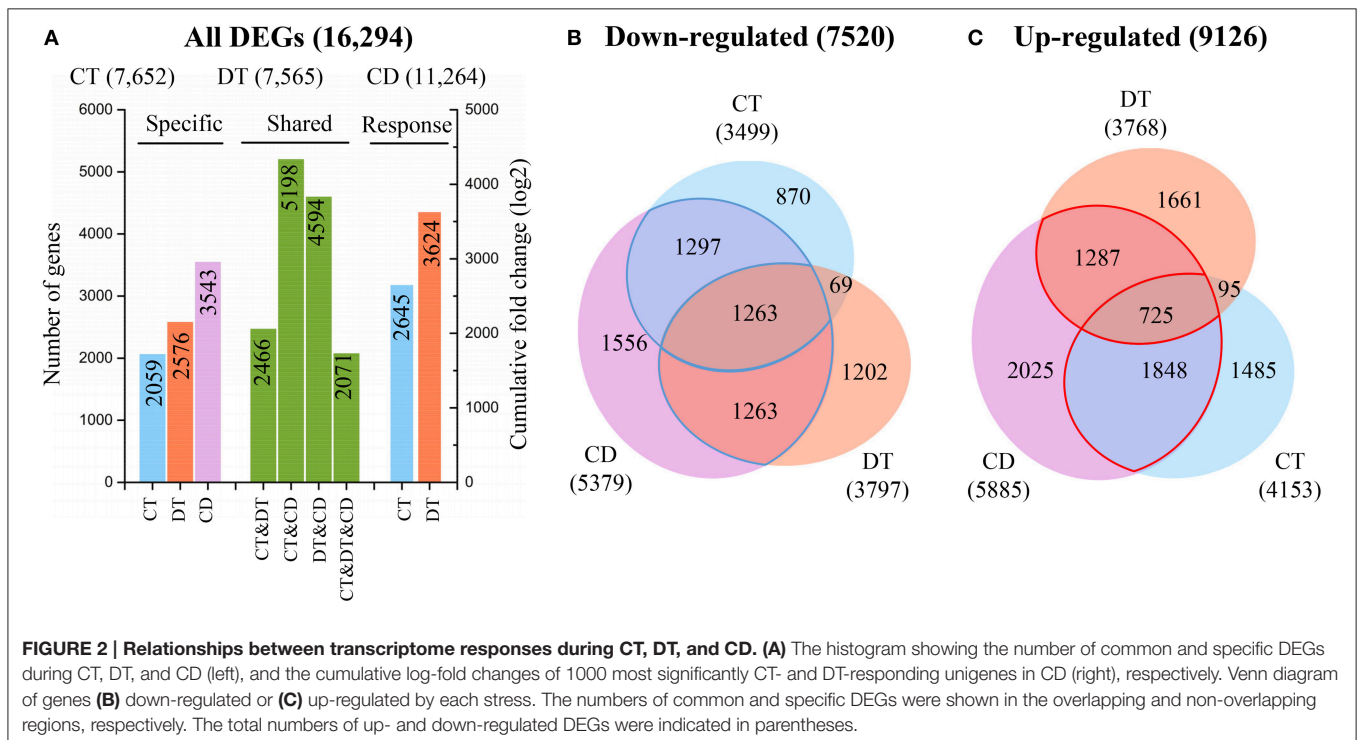 A All DEGs (16,294)
CT (7,652) DT (7,565) CD (11,264)
Specific Shared Response
Number of genes
6000
5000
4000
3000
2000
1000
0
2059
2576
3543
2466
5198
4594
2071
2645
3624
CT
DT
CD
CT&DT
CT&CD
DT&CD
CT&DT&CD
CT
DT
5000
4000
3000
2000
1000
0
Cumulative fold change (log2)
B Down-regulated (7520)
CT
(3499)
870
1297
69
1263
1556
1202
1263
CD
(5379)
DT
(3797)
C Up-regulated (9126)
DT
(3768)
1661
1287
95
725
2025
1848
1485
CD
(5885)
CT
(4153)
FIGURE 2 | Relationships between transcriptome responses during CT, DT, and CD. (A) The histogram showing the number of common and specific DEGs
during CT, DT, and CD (left), and the cumulative log-fold changes of 1000 most significantly CT- and DT-responding unigenes in CD (right), respectively. Venn diagram
of genes (B) down-regulated or (C) up-regulated by each stress. The numbers of common and specific DEGs were shown in the overlapping and non-overlapping
regions, respectively. The total numbers of up- and down-regulated DEGs were indicated in parentheses.